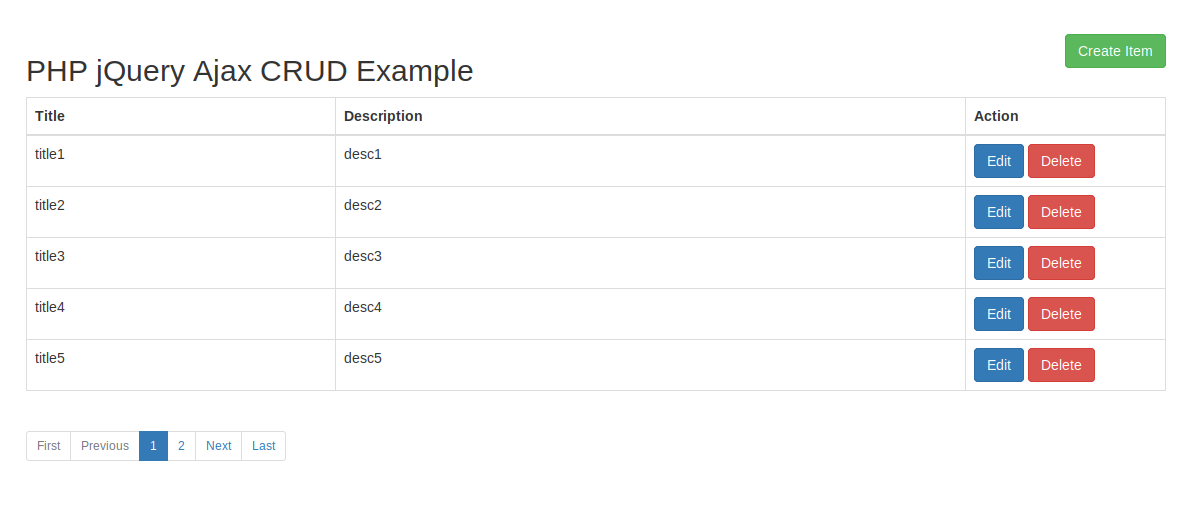 Create Item
PHP jQuery Ajax CRUD Example
Title Description Action
title1 desc1 Edit Delete
title2 desc2 Edit Delete
title3 desc3 Edit Delete
title4 desc4 Edit Delete
title5 desc5 Edit Delete
First Previous 1 2 Next Last